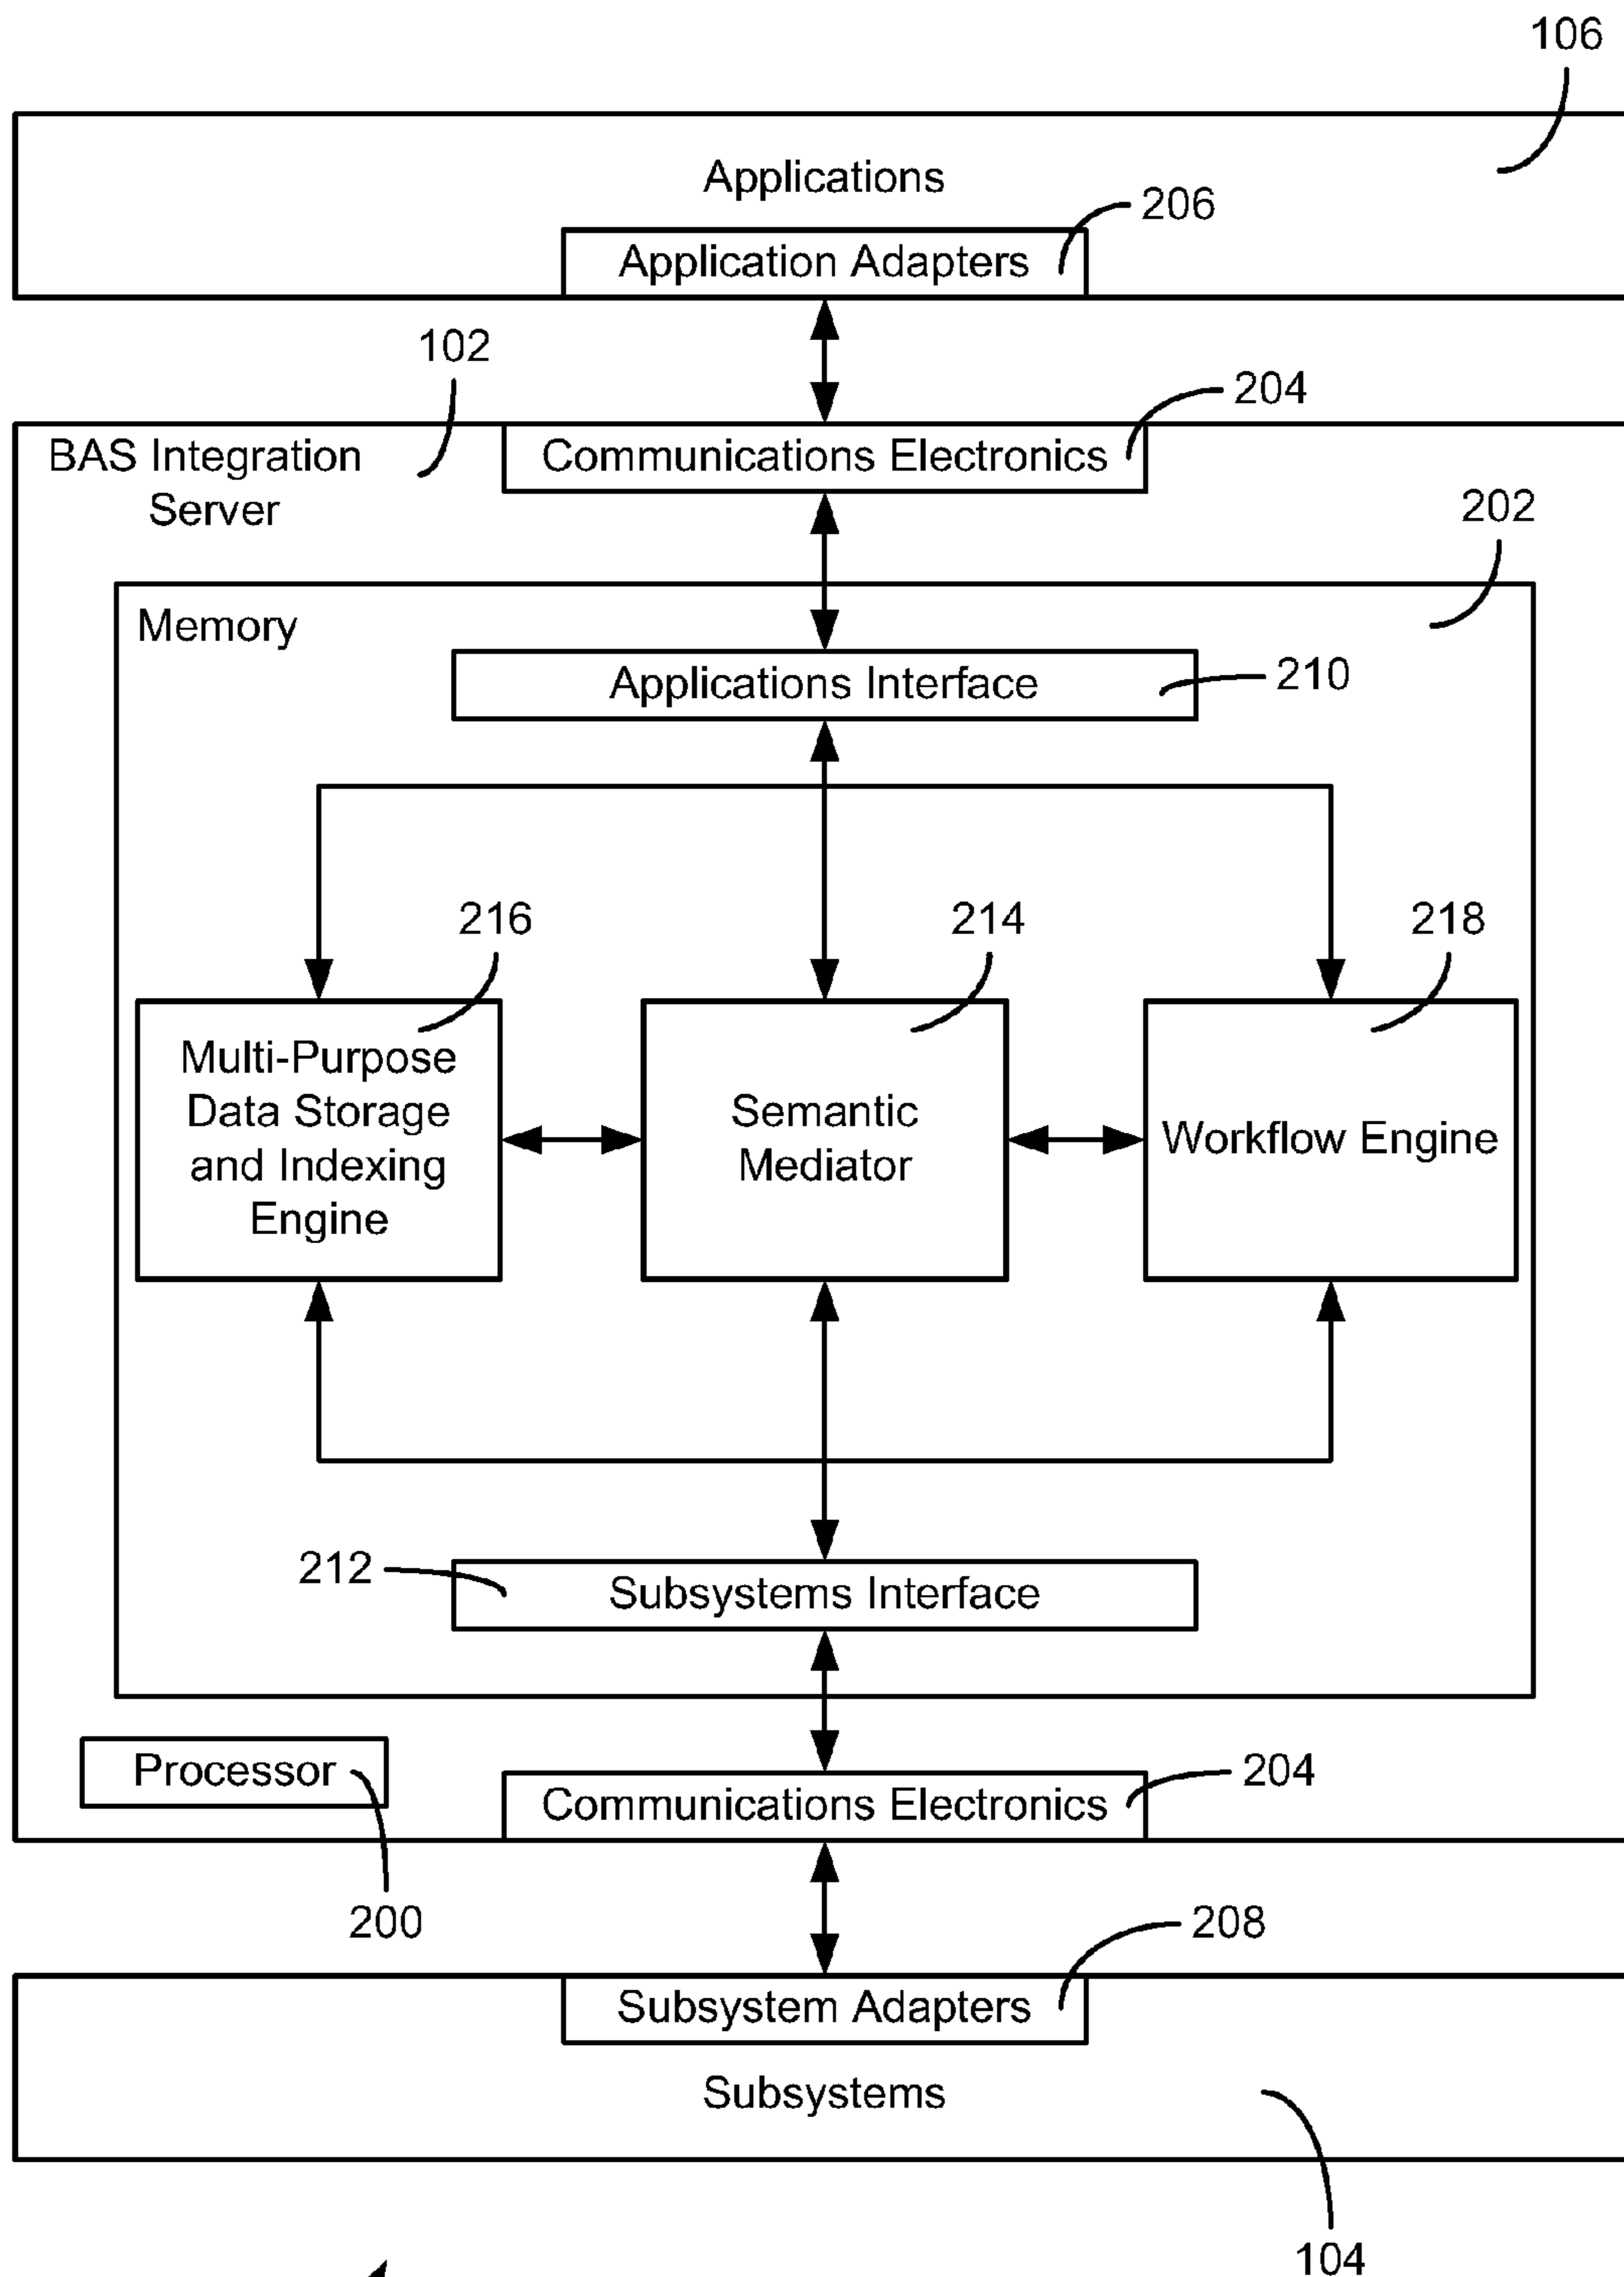 106
Applications
206
Application Adapters
102
204
BAS Integration
Server
Communications Electronics
202
Memory
Applications Interface
210
216
214
218
Multi-Purpose
Data Storage
and Indexing
Engine
Semantic
Mediator
Workflow Engine
212
Subsystems Interface
Processor
204
Communications Electronics
200
208
Subsystem Adapters
Subsystems
104